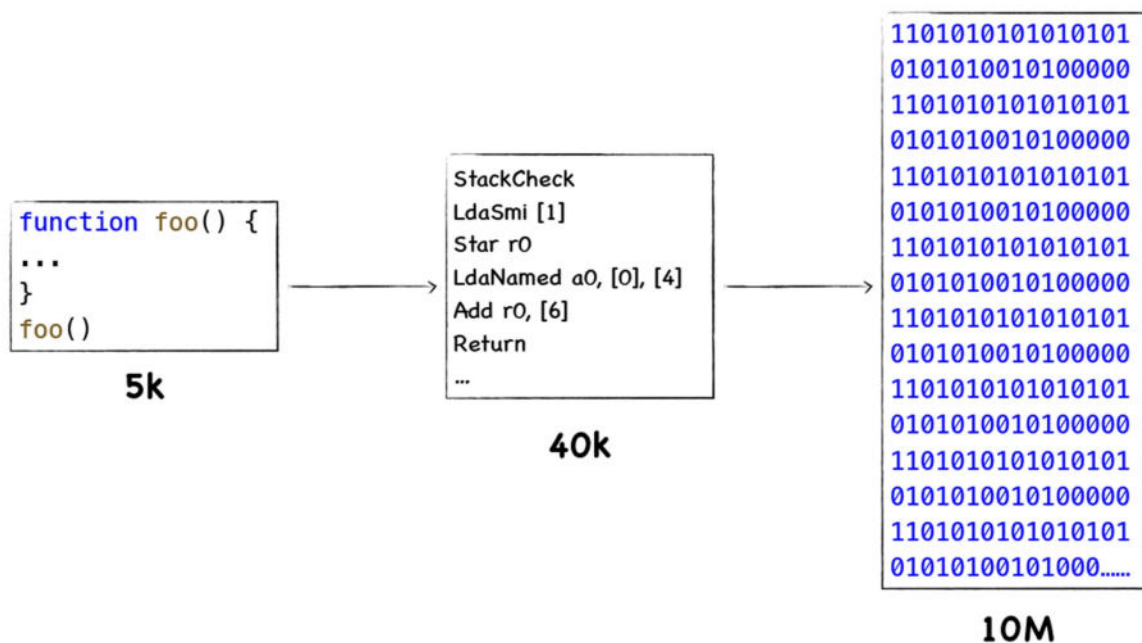 function foo() {
...
}
foo()
5k
StackCheck
LdaSmi [1]
Star r0
LdaNamed a0, [0], [4]
Add r0, [6]
Return
...
40k
1101010101010101
0101010010100000
1101010101010101
0101010010100000
1101010101010101
0101010010100000
1101010101010101
0101010010100000
1101010101010101
0101010010100000
1101010101010101
0101010010100000
1101010101010101
0101010010100000
1101010101010101
01010100101000......
10M